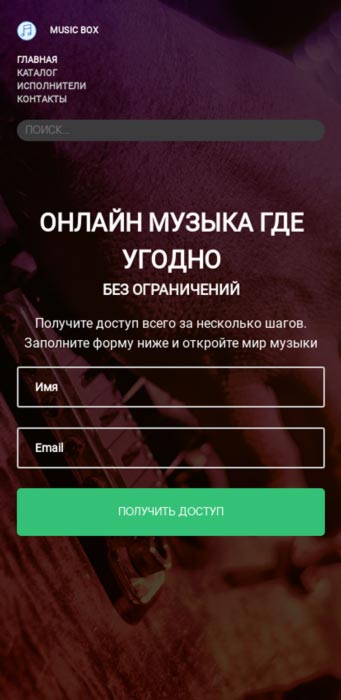 MUSIC BOX
ГЛАВНАЯ
КАТАЛОГ
ИСПОЛНИТЕЛИ
КОНТАКТЫ
ПОИСК...
ОНЛАЙН МУЗЫКА ГДЕ
УГОДНО
БЕЗ ОГРАНИЧЕНИЙ
Получите доступ всего за несколько шагов.
Заполните форму ниже и откройте мир музыки
Имя
Email
ПОЛУЧИТЬ ДОСТУП